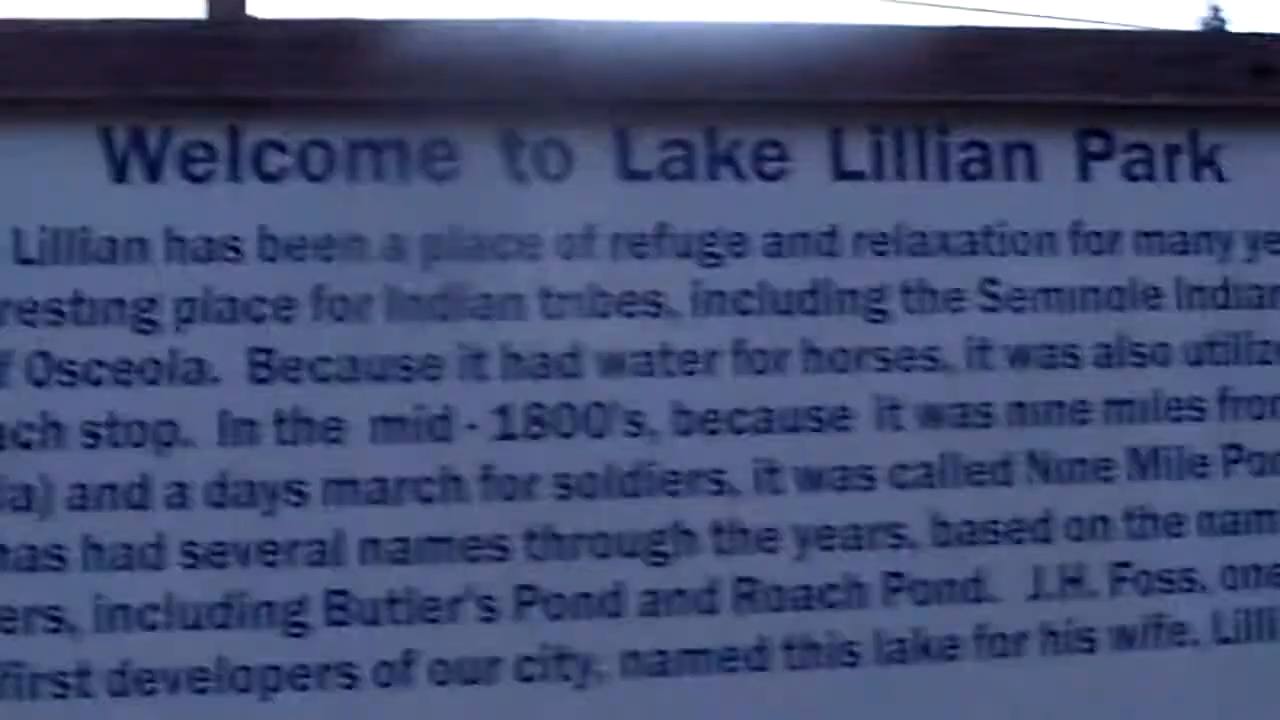 Welcome to Lake Lillian Park
Lillian has been a place of refuge and relaxation for many ye
resting place for Indian tribes, including the Seminole Indian
f Osceola. Because it had water for horses, it was also utilize
ach stop. In the mid - 1800's, because it was nine miles fro
ia) and a days march for soldiers, it was called Nine Mile Pon
has had several names through the years, based on the nam
ers, including Butler's Pond and Roach Pond. J.H. Foss, one
first developers of our city, named this lake for his wife, Lilli